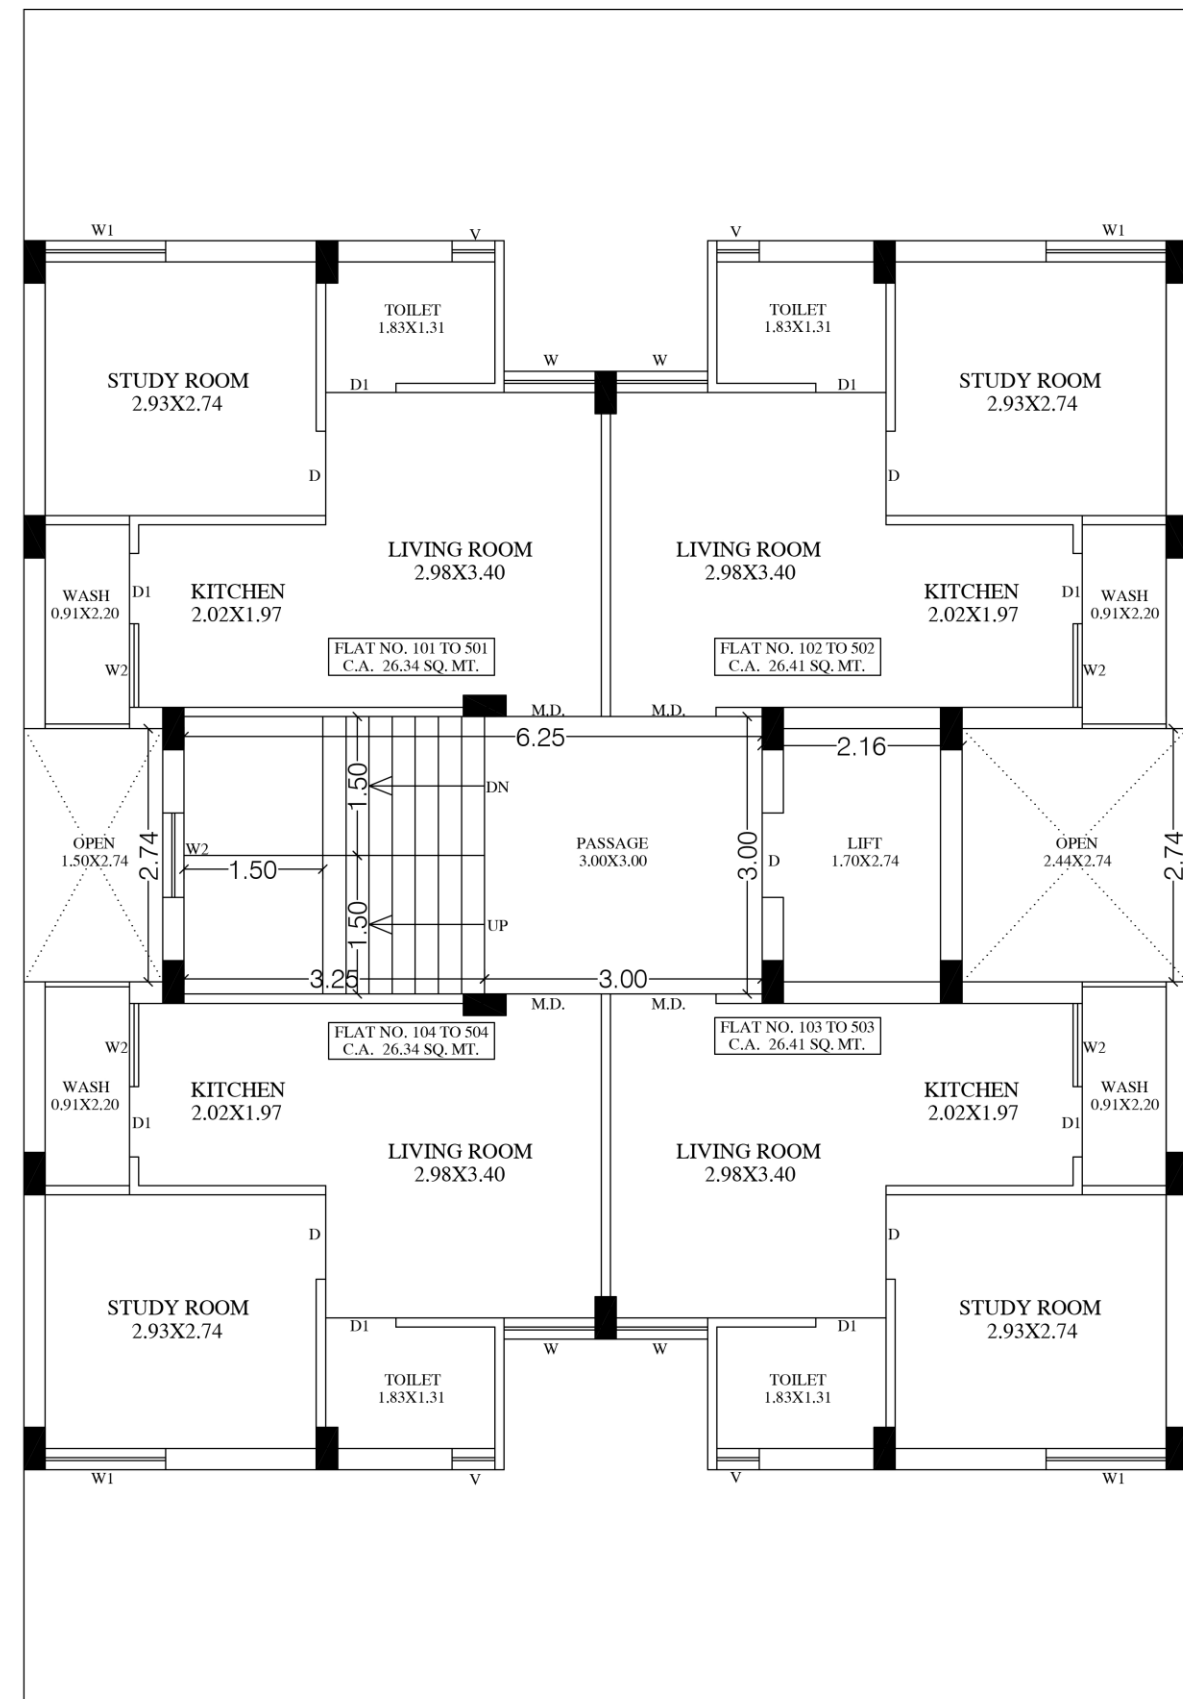 W1
V
V
W1
TOILET
1.83X1.31
TOILET
1.83X1.31
W
W
STUDY ROOM
2.93X2.74
D1
D1
STUDY ROOM
2.93X2.74
D
D
LIVING ROOM
2.98X3.40
LIVING ROOM
2.98X3.40
WASH
0.91X2.20
D1
KITCHEN
2.02X1.97
KITCHEN
2.02X1.97
D1
WASH
0.91X2.20
FLAT NO. 101 TO 501
C.A. 26.34 SQ. MT.
FLAT NO. 102 TO 502
C.A. 26.41 SQ. MT.
W2
W2
M.D.
M.D.
6.25
2.16
1.50
DN
OPEN
1.50X2.74
2.74
W2
1.50
PASSAGE
3.00X3.00
3.00
D
LIFT
1.70X2.74
OPEN
2.44X2.74
2.74
1.50
UP
3.25
3.00
M.D.
M.D.
FLAT NO. 104 TO 504
C.A. 26.34 SQ. MT.
FLAT NO. 103 TO 503
C.A. 26.41 SQ. MT.
W2
W2
WASH
0.91X2.20
D1
KITCHEN
2.02X1.97
KITCHEN
2.02X1.97
D1
WASH
0.91X2.20
LIVING ROOM
2.98X3.40
LIVING ROOM
2.98X3.40
D
D
STUDY ROOM
2.93X2.74
D1
D1
STUDY ROOM
2.93X2.74
W
W
TOILET
1.83X1.31
TOILET
1.83X1.31
W1
V
V
W1